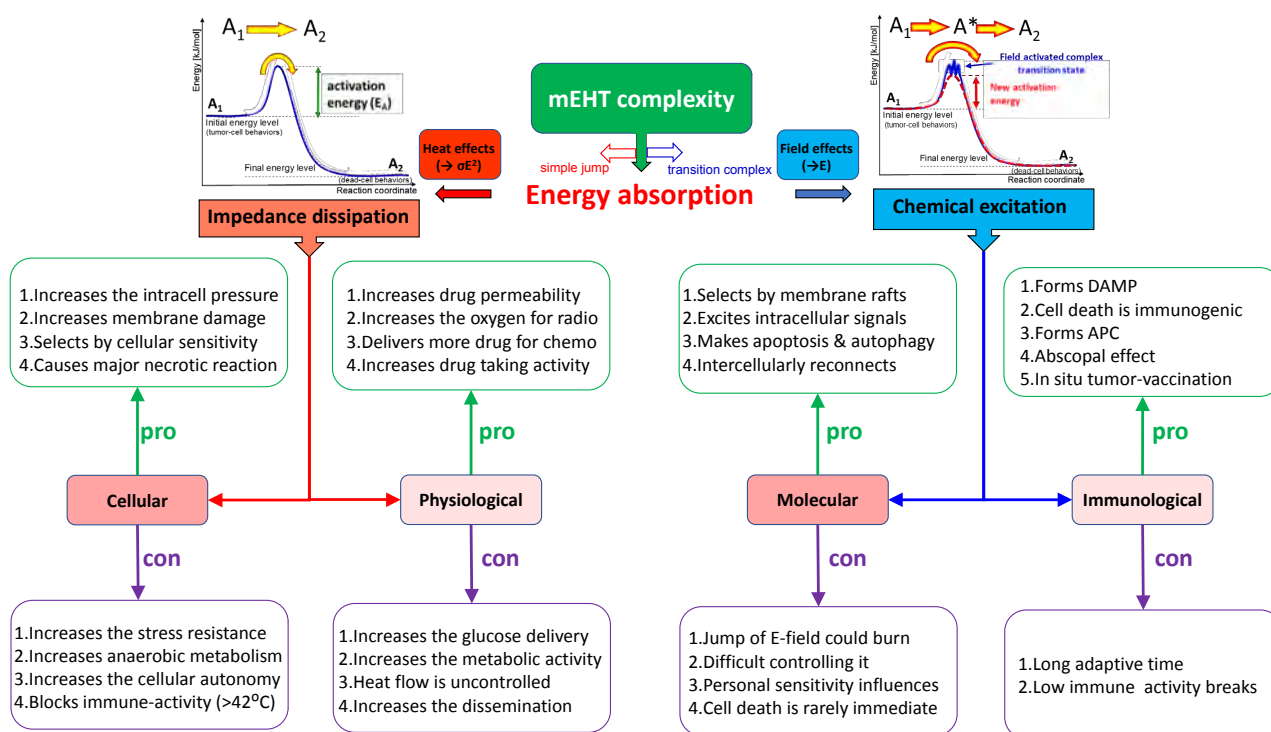 A₁ A₂
Energy [kJ/mol]
activation
energy (E_A)
A₁
Initial energy level
(tumor-cell behaviors)
Final energy level
A₂
(dead-cell behaviors)
Reaction coordinate
mEHT complexity
simple jump
transition complex
Heat effects
(→ σE²)
Energy absorption
Field effects
(→E)
A₁ A* A₂
Energy [kJ/mol]
Field activated complex
transition state
New activation
energy
A₁
Initial energy level
(tumor-cell behaviors)
Final energy level
A₂
(dead-cell behaviors)
Reaction coordinate
Impedance dissipation
Chemical excitation
1.Increases the intracell pressure
2.Increases membrane damage
3.Selects by cellular sensitivity
4.Causes major necrotic reaction
1.Increases drug permeability
2.Increases the oxygen for radio
3.Delivers more drug for chemo
4.Increases drug taking activity
1.Selects by membrane rafts
2.Excites intracellular signals
3.Makes apoptosis & autophagy
4.Intercellularly reconnects
1.Forms DAMP
2.Cell death is immunogenic
3.Forms APC
4.Abscopal effect
5.In situ tumor-vaccination
pro
pro
pro
pro
Cellular
Physiological
Molecular
Immunological
con
con
con
con
1.Increases the stress resistance
2.Increases anaerobic metabolism
3.Increases the cellular autonomy
4.Blocks immune-activity (>42⁰C)
1.Increases the glucose delivery
2.Increases the metabolic activity
3.Heat flow is uncontrolled
4.Increases the dissemination
1.Jump of E-field could burn
2.Difficult controlling it
3.Personal sensitivity influences
4.Cell death is rarely immediate
1.Long adaptive time
2.Low immune activity breaks